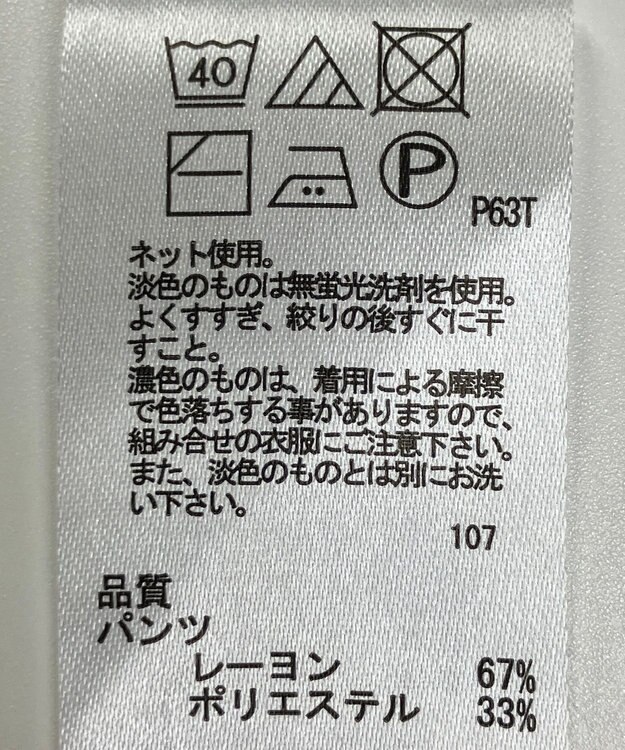 40
P
P63T
ネット使用。
淡色のものは無蛍光洗剤を使用。
よくすすぎ、絞りの後すぐに干
すこと。
濃色のものは、着用による摩擦
で色落ちする事がありますので、
組み合せの衣服にご注意下さい。
また、淡色のものとは別にお洗
い下さい。
107
品質
パンツ
レーヨン 67%
ポリエステル 33%